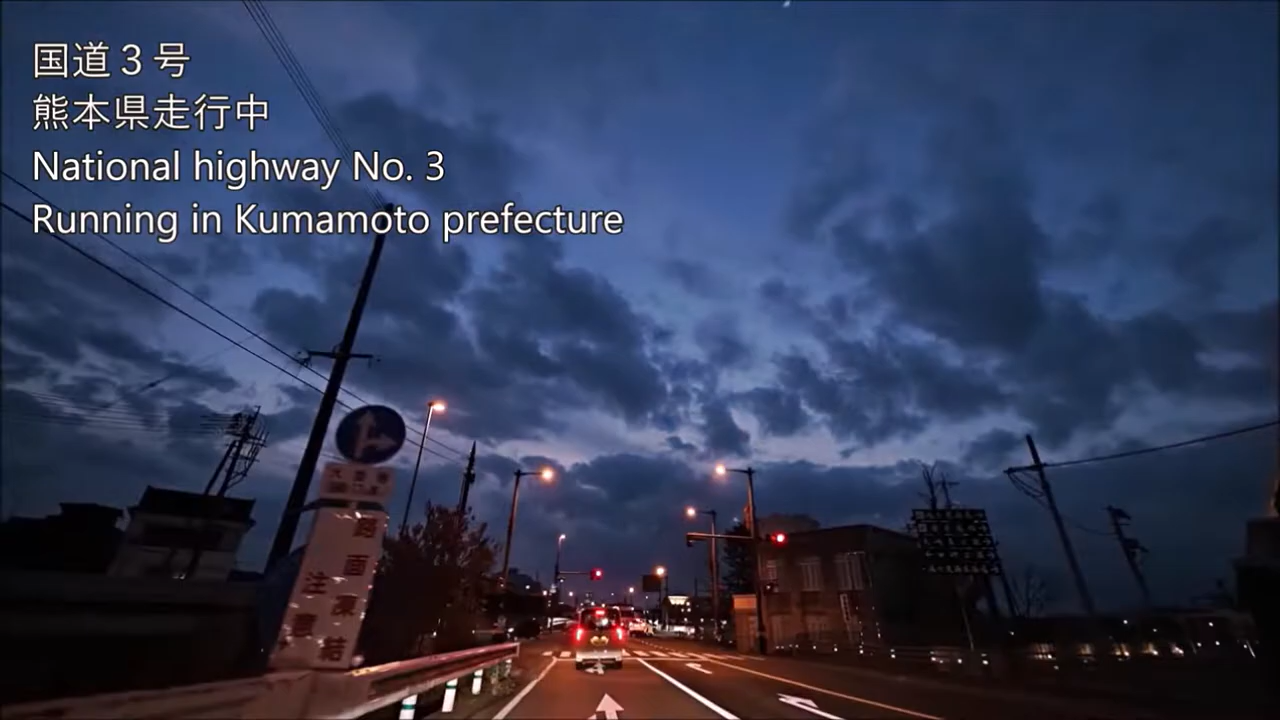 国道３号
熊本県走行中
National highway No. 3
Running in Kumamoto prefecture
路面凍結
注意